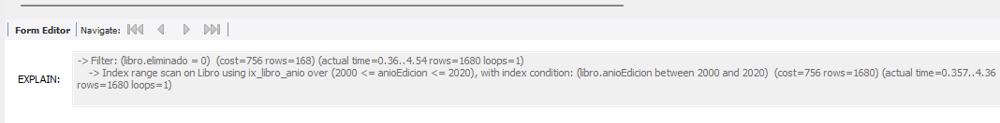 Form Editor Navigate:
EXPLAIN:
-> Filter: (libro.eliminado = 0) (cost=756 rows=168) (actual time=0.36..4.54 rows=1680 loops=1)
-> Index range scan on Libro using ix_libro_anio over (2000 <= anioEdicion <= 2020), with index condition: (libro.anioEdicion between 2000 and 2020) (cost=756 rows=1680) (actual time=0.357..4.36
rows=1680 loops=1)